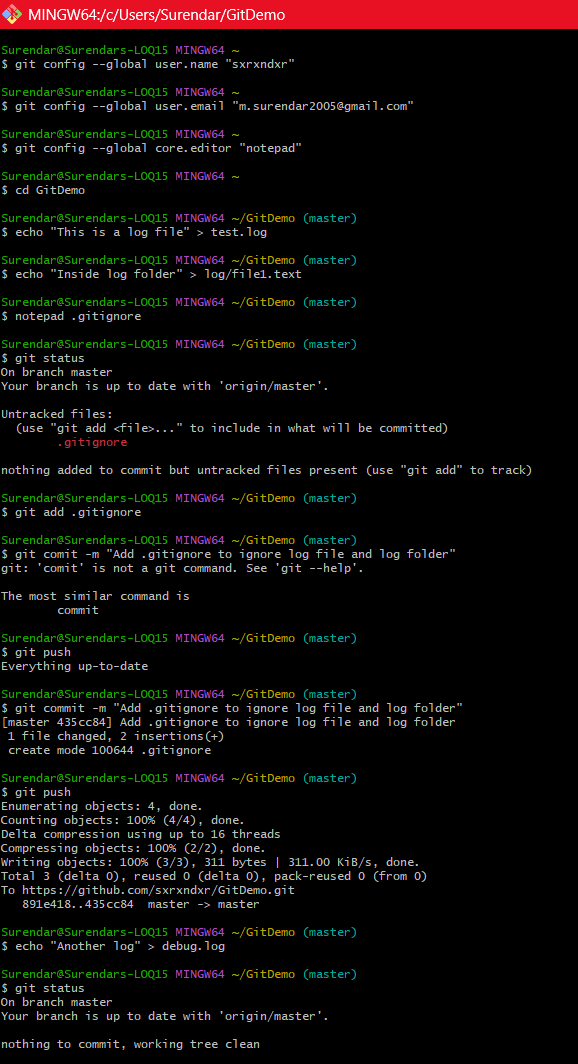 MINGW64:/c/Users/Surendar/GitDemo
Surendar@Surendars-LOQ15 MINGW64 ~
$ git config --global user.name "sxrxndxr"
Surendar@Surendars-LOQ15 MINGW64 ~
$ git config --global user.email "m.surendar2005@gmail.com"
Surendar@Surendars-LOQ15 MINGW64 ~
$ git config --global core.editor "notepad"
Surendar@Surendars-LOQ15 MINGW64 ~
$ cd GitDemo
Surendar@Surendars-LOQ15 MINGW64 ~/GitDemo (master)
$ echo "This is a log file" > test.log
Surendar@Surendars-LOQ15 MINGW64 ~/GitDemo (master)
$ echo "Inside log folder" > log/file1.text
Surendar@Surendars-LOQ15 MINGW64 ~/GitDemo (master)
$ notepad .gitignore
Surendar@Surendars-LOQ15 MINGW64 ~/GitDemo (master)
$ git status
On branch master
Your branch is up to date with 'origin/master'.
Untracked files:
(use "git add <file>..." to include in what will be committed)
.gitignore
nothing added to commit but untracked files present (use "git add" to track)
Surendar@Surendars-LOQ15 MINGW64 ~/GitDemo (master)
$ git add .gitignore
Surendar@Surendars-LOQ15 MINGW64 ~/GitDemo (master)
$ git comit -m "Add .gitignore to ignore log file and log folder"
git: 'comit' is not a git command. See 'git --help'.
The most similar command is
commit
Surendar@Surendars-LOQ15 MINGW64 ~/GitDemo (master)
$ git push
Everything up-to-date
Surendar@Surendars-LOQ15 MINGW64 ~/GitDemo (master)
$ git commit -m "Add .gitignore to ignore log file and log folder"
[master 435cc84] Add .gitignore to ignore log file and log folder
1 file changed, 2 insertions(+)
create mode 100644 .gitignore
Surendar@Surendars-LOQ15 MINGW64 ~/GitDemo (master)
$ git push
Enumerating objects: 4, done.
Counting objects: 100% (4/4), done.
Delta compression using up to 16 threads
Compressing objects: 100% (2/2), done.
Writing objects: 100% (3/3), 311 bytes | 311.00 KiB/s, done.
Total 3 (delta 0), reused 0 (delta 0), pack-reused 0 (from 0)
To https://github.com/sxrxndxr/GitDemo.git
891e418..435cc84 master -> master
Surendar@Surendars-LOQ15 MINGW64 ~/GitDemo (master)
$ echo "Another log" > debug.log
Surendar@Surendars-LOQ15 MINGW64 ~/GitDemo (master)
$ git status
On branch master
Your branch is up to date with 'origin/master'.
nothing to commit, working tree clean